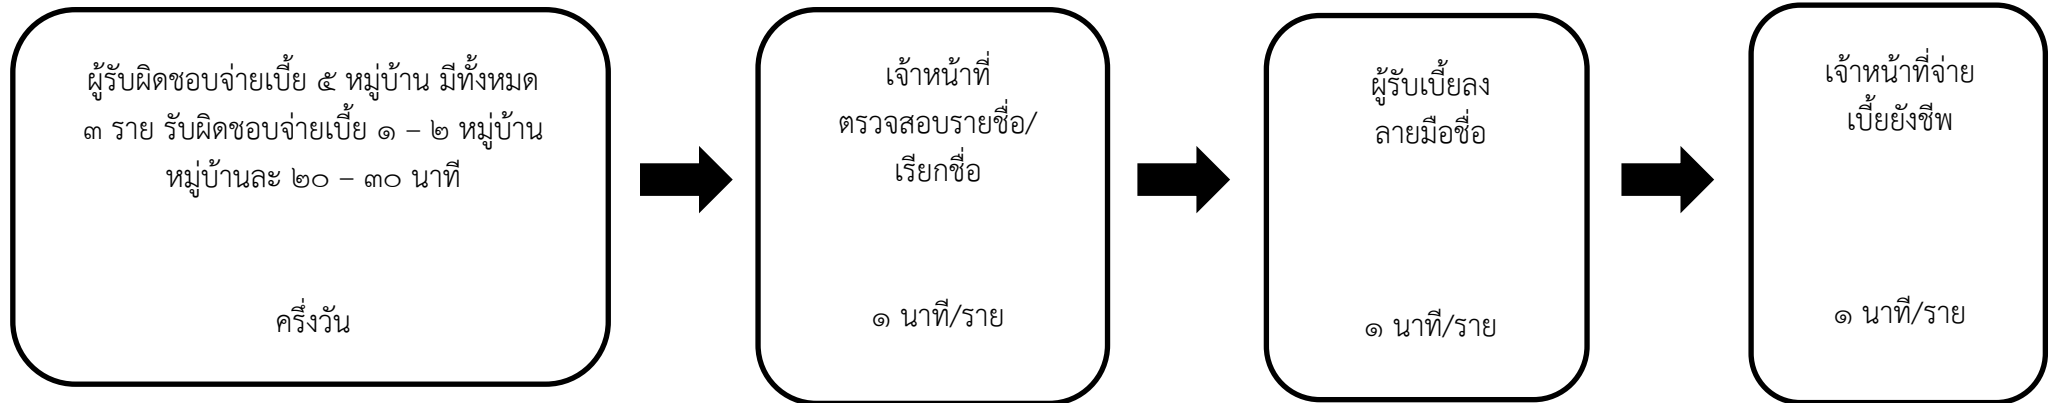 ผู้รับผิดชอบจ่ายเบี้ย ๕ หมู่บ้าน มีทั้งหมด
๓ ราย รับผิดชอบจ่ายเบี้ย ๑ – ๒ หมู่บ้าน
หมู่บ้านละ ๒๐ – ๓๐ นาที
ครึ่งวัน
เจ้าหน้าที่
ตรวจสอบรายชื่อ/
เรียกชื่อ
๑ นาที/ราย
ผู้รับเบี้ยลง
ลายมือชื่อ
๑ นาที/ราย
เจ้าหน้าที่จ่าย
เบี้ยยังชีพ
๑ นาที/ราย